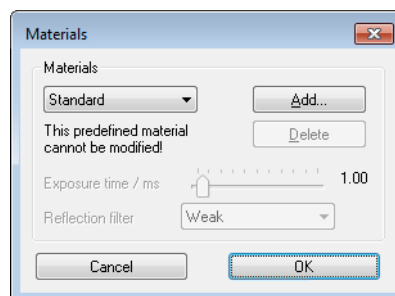 Materials
Materials
Standard
Add...
This predefined material
cannot be modified!
Delete
Exposure time / ms
1.00
Reflection filter
Weak
Cancel
OK